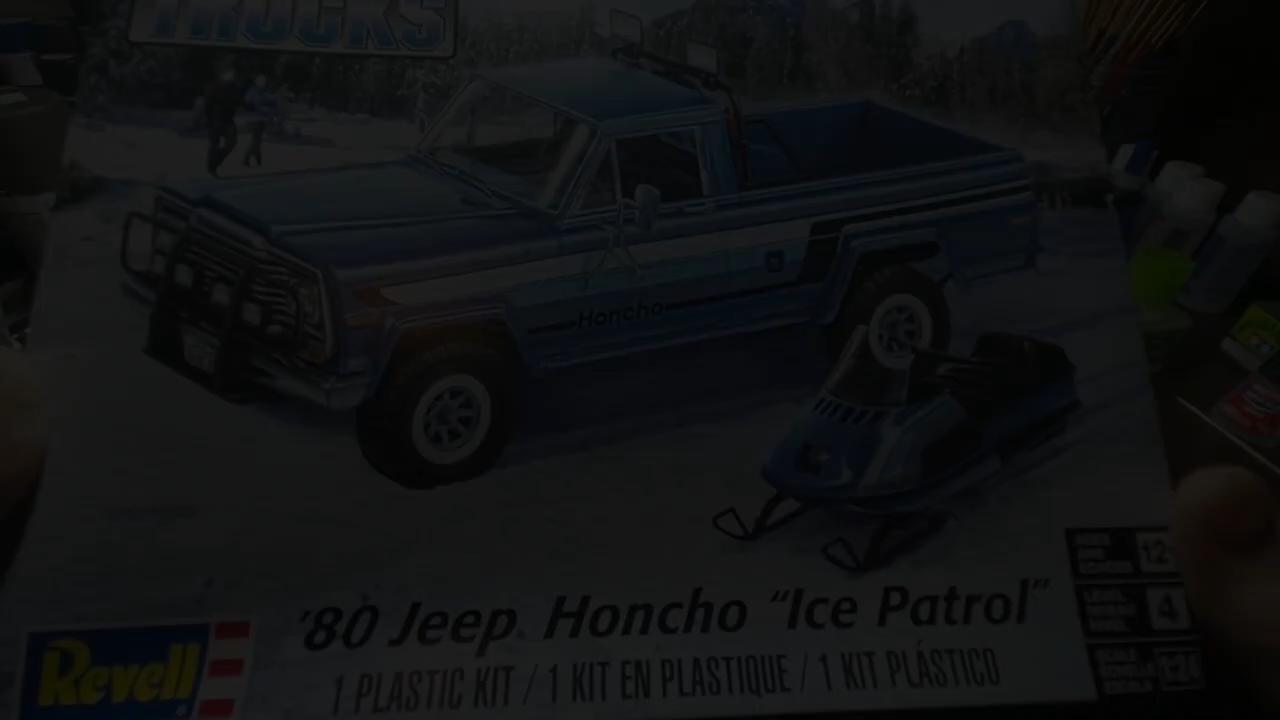 TRUCKS
Honcho
'80 Jeep® Honcho “Ice Patrol”
1 PLASTIC KIT / 1 KIT EN PLASTIQUE / 1 KIT PLÁSTICO
Revell
12
4
1:24